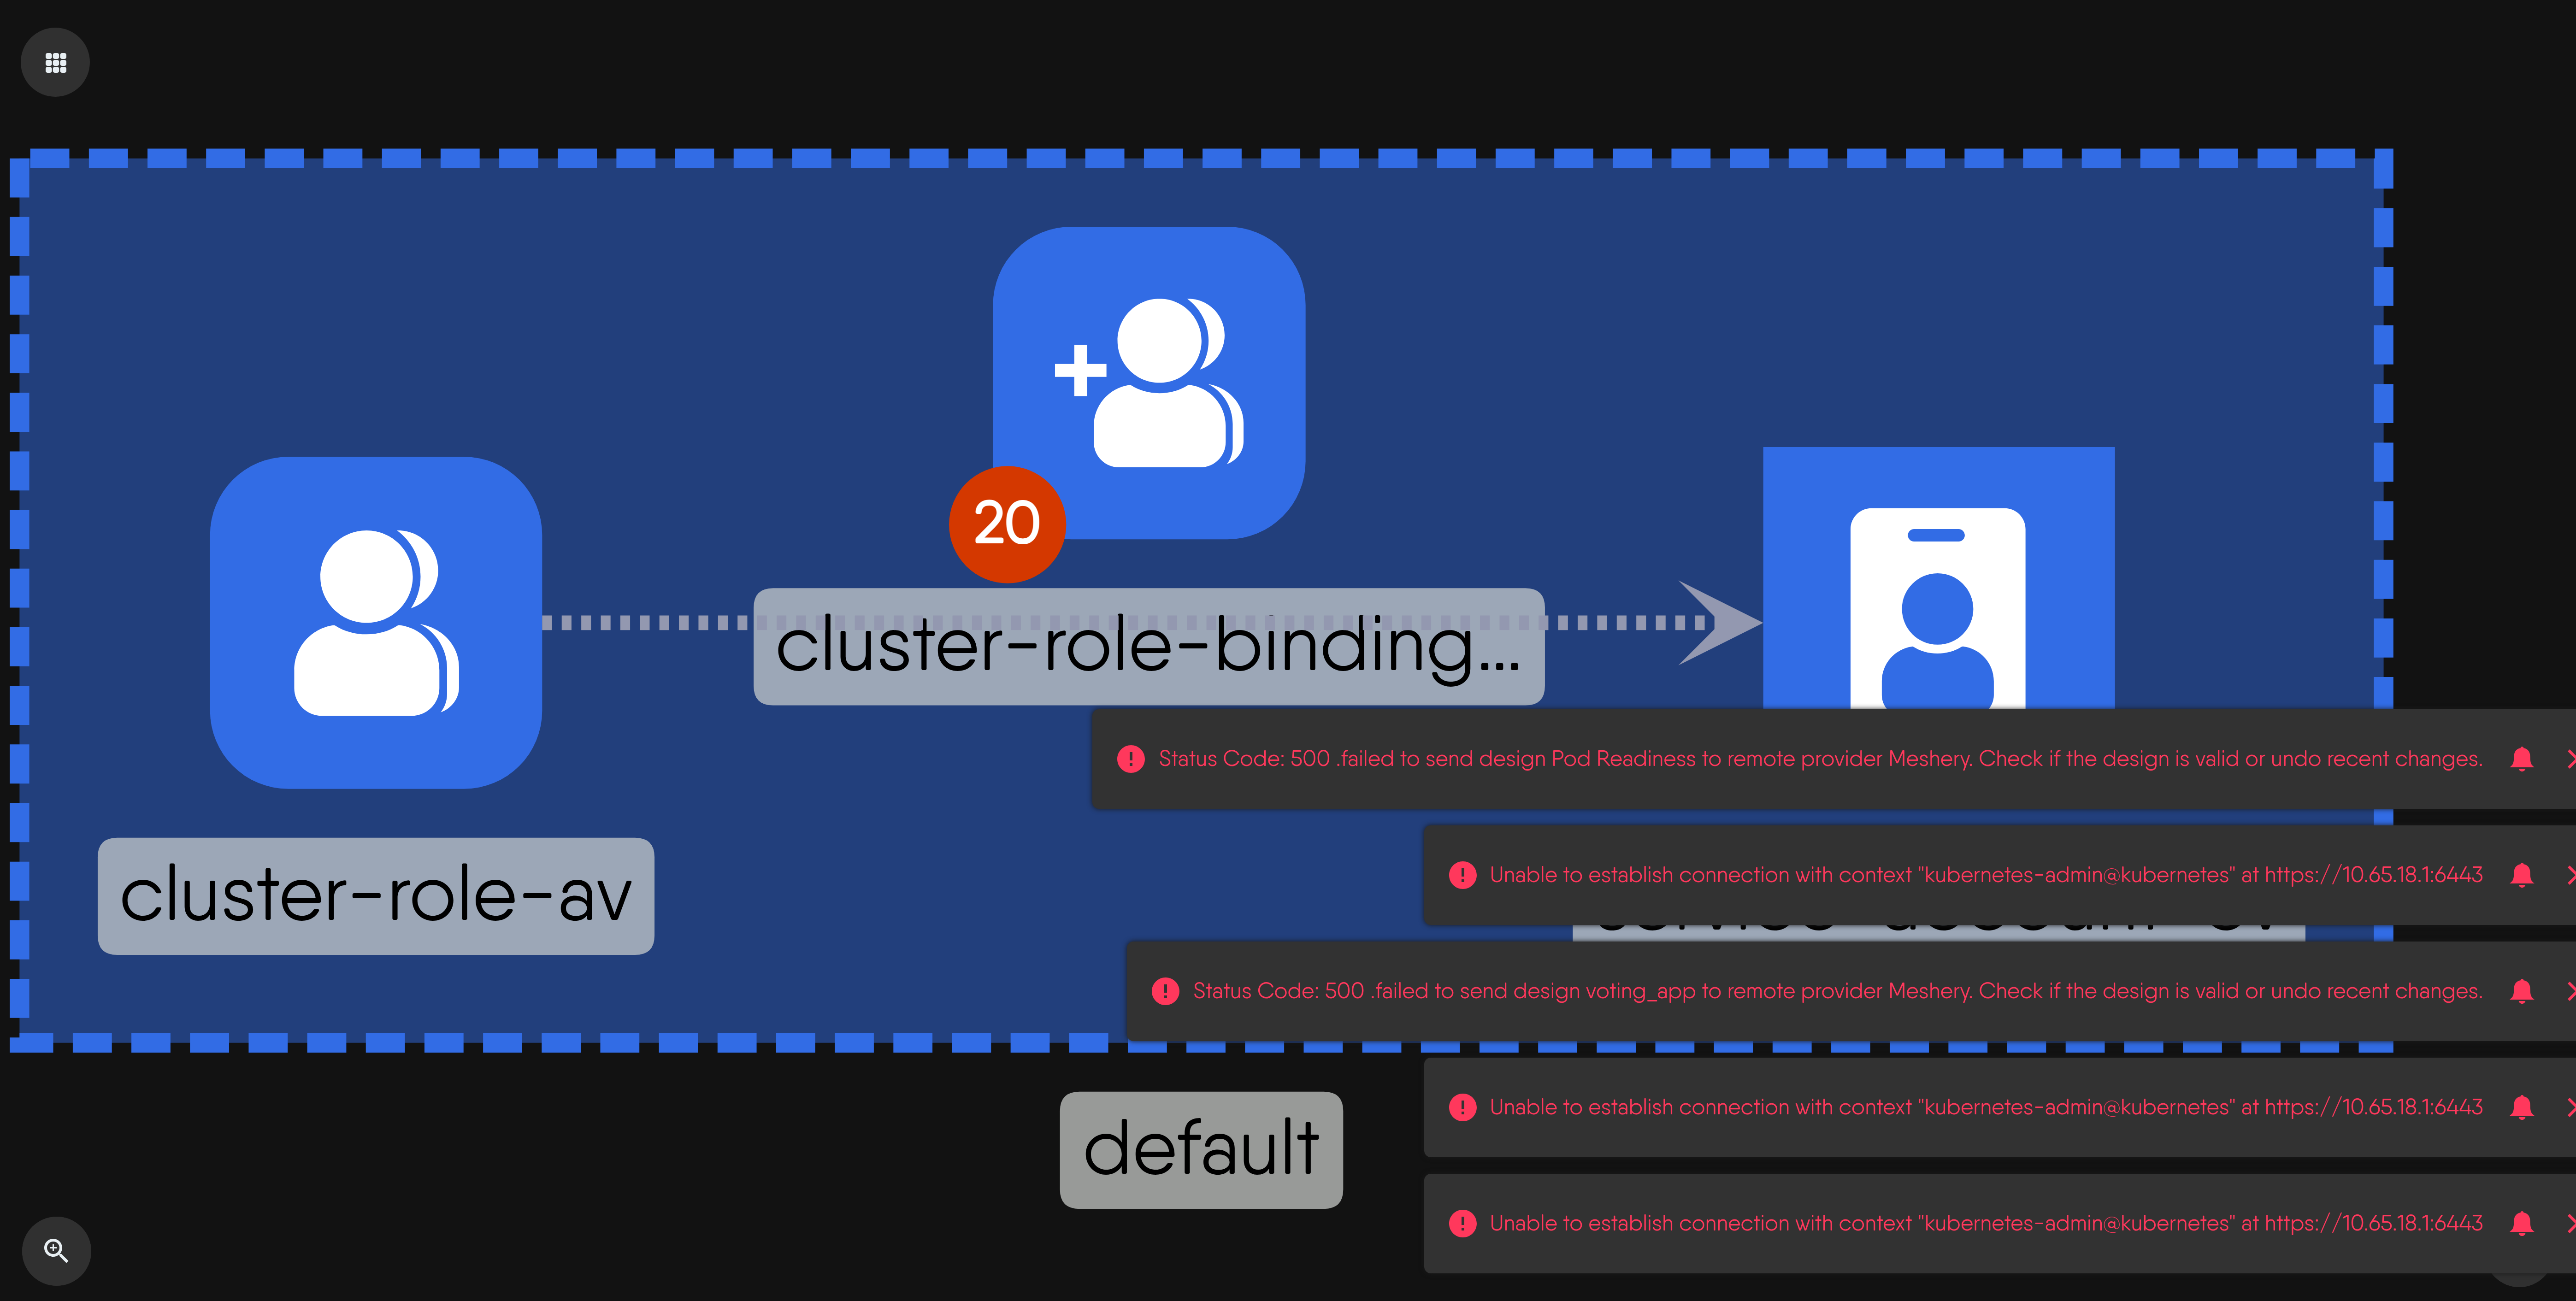 20
cluster-role-binding...
Status Code: 500 .failed to send design Pod Readiness to remote provider Meshery. Check if the design is valid or undo recent changes.
cluster-role-av
Unable to establish connection with context "kubernetes-admin@kubernetes" at https://10.65.18.1:6443
Status Code: 500 .failed to send design voting_app to remote provider Meshery. Check if the design is valid or undo recent changes.
Unable to establish connection with context "kubernetes-admin@kubernetes" at https://10.65.18.1:6443
default
Unable to establish connection with context "kubernetes-admin@kubernetes" at https://10.65.18.1:6443